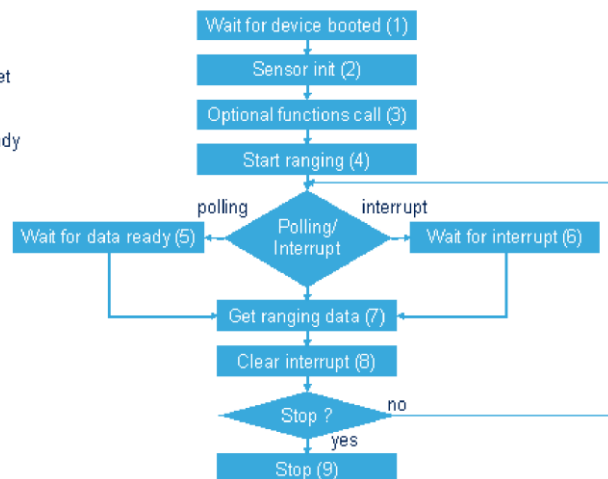 Wait for device booted (1)
Sensor init (2)
Optional functions call (3)
Start ranging (4)
polling
interrupt
Polling/
Interrupt
Wait for data ready (5)
Wait for interrupt (6)
Get ranging data (7)
Clear interrupt (8)
Stop ?
no
yes
Stop (9)